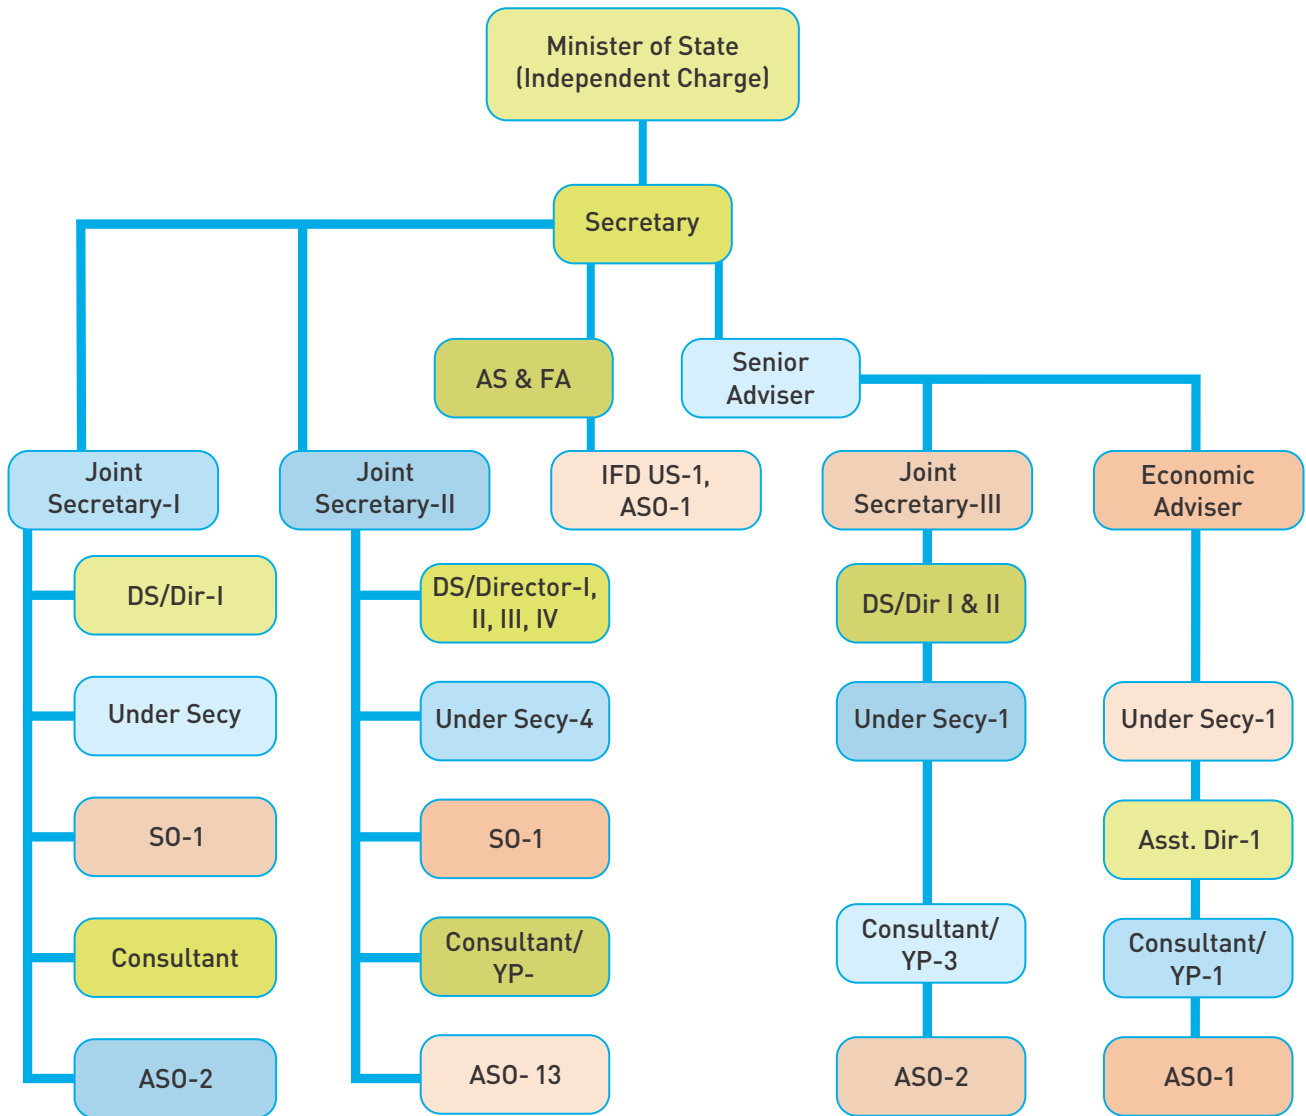 Minister of State
(Independent Charge)
Secretary
AS & FA
Senior
Adviser
Joint
Secretary-I
Joint
Secretary-II
IFD US-1,
ASO-1
Joint
Secretary-III
Economic
Adviser
DS/Dir-I
DS/Director-I,
II, III, IV
DS/Dir I & II
Under Secy
Under Secy-4
Under Secy-1
Under Secy-1
SO-1
SO-1
Asst. Dir-1
Consultant
Consultant/
YP-
Consultant/
YP-3
Consultant/
YP-1
ASO-2
ASO- 13
ASO-2
ASO-1